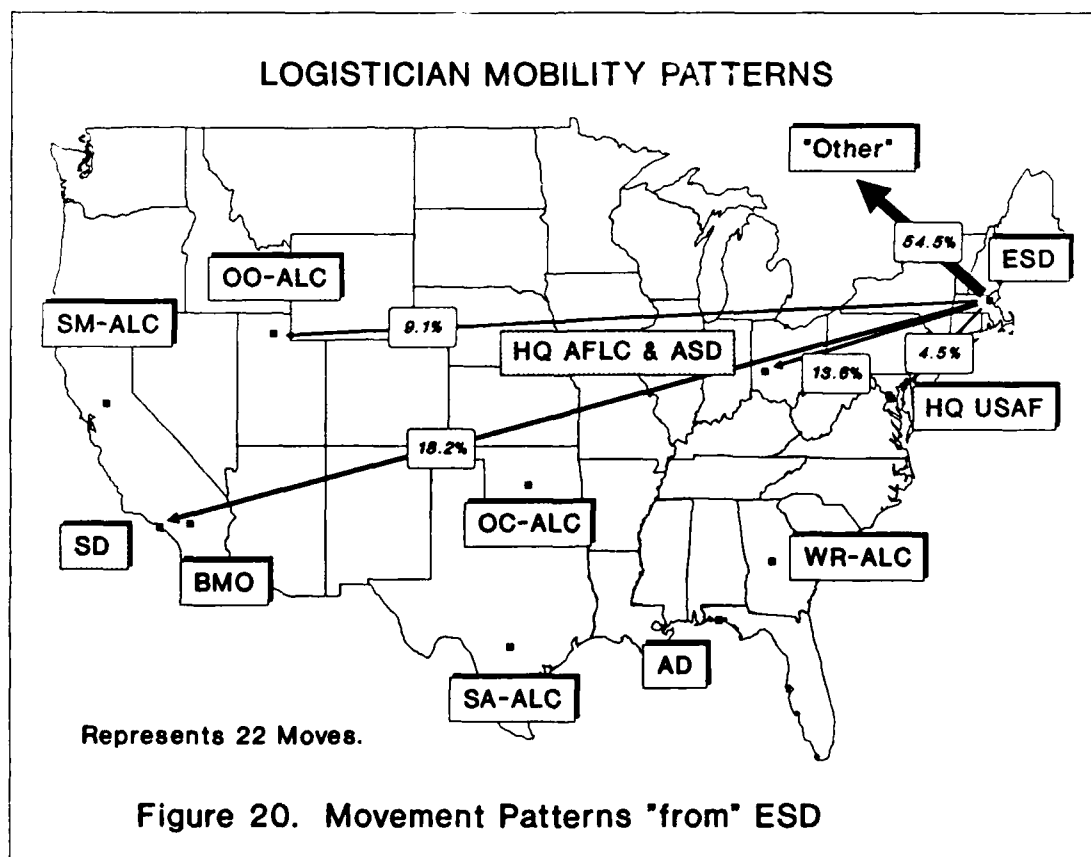 LOGISTICIAN MOBILITY PATTERNS
"Other"
54.5%
ESD
OO-ALC
SM-ALC
9.1%
HQ AFLC & ASD
13.6%
4.5%
HQ USAF
18.2%
OC-ALC
SD
BMO
WR-ALC
AD
SA-ALC
Represents 22 Moves.
Figure 20. Movement Patterns "from" ESD